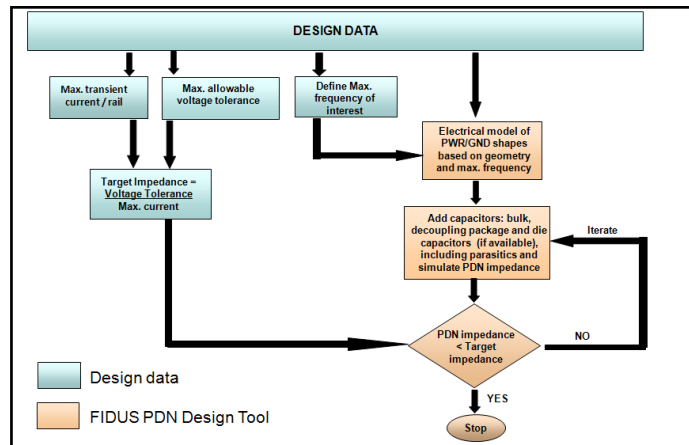 DESIGN DATA
Max. transient
current / rail
Max. allowable
voltage tolerance
Define Max.
frequency of
interest
Electrical model of
PWR/GND shapes
based on geometry
and max. frequency
Target Impedance =
Voltage Tolerance
Max. current
Add capacitors: bulk,
decoupling package and die
capacitors (if available),
including parasitics and
simulate PDN impedance
Iterate
PDN impedance
< Target
impedance
NO
YES
Stop
Design data
FIDUS PDN Design Tool